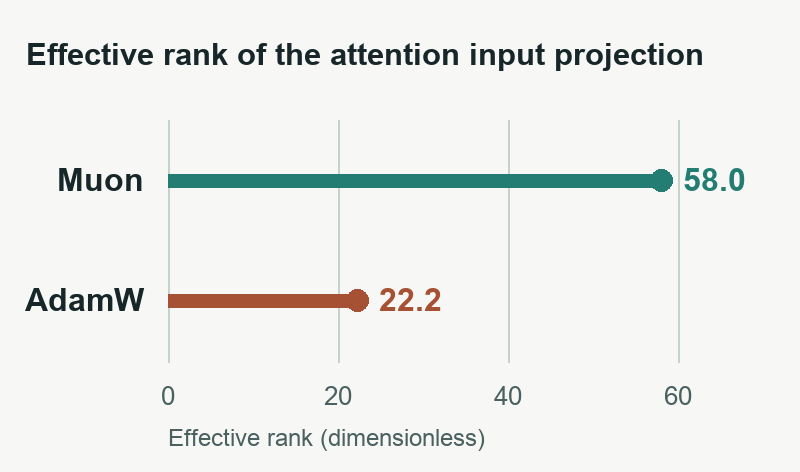 Effective rank of the attention input projection
Muon 58.0
AdamW 22.2
0 20 40 60
Effective rank (dimensionless)